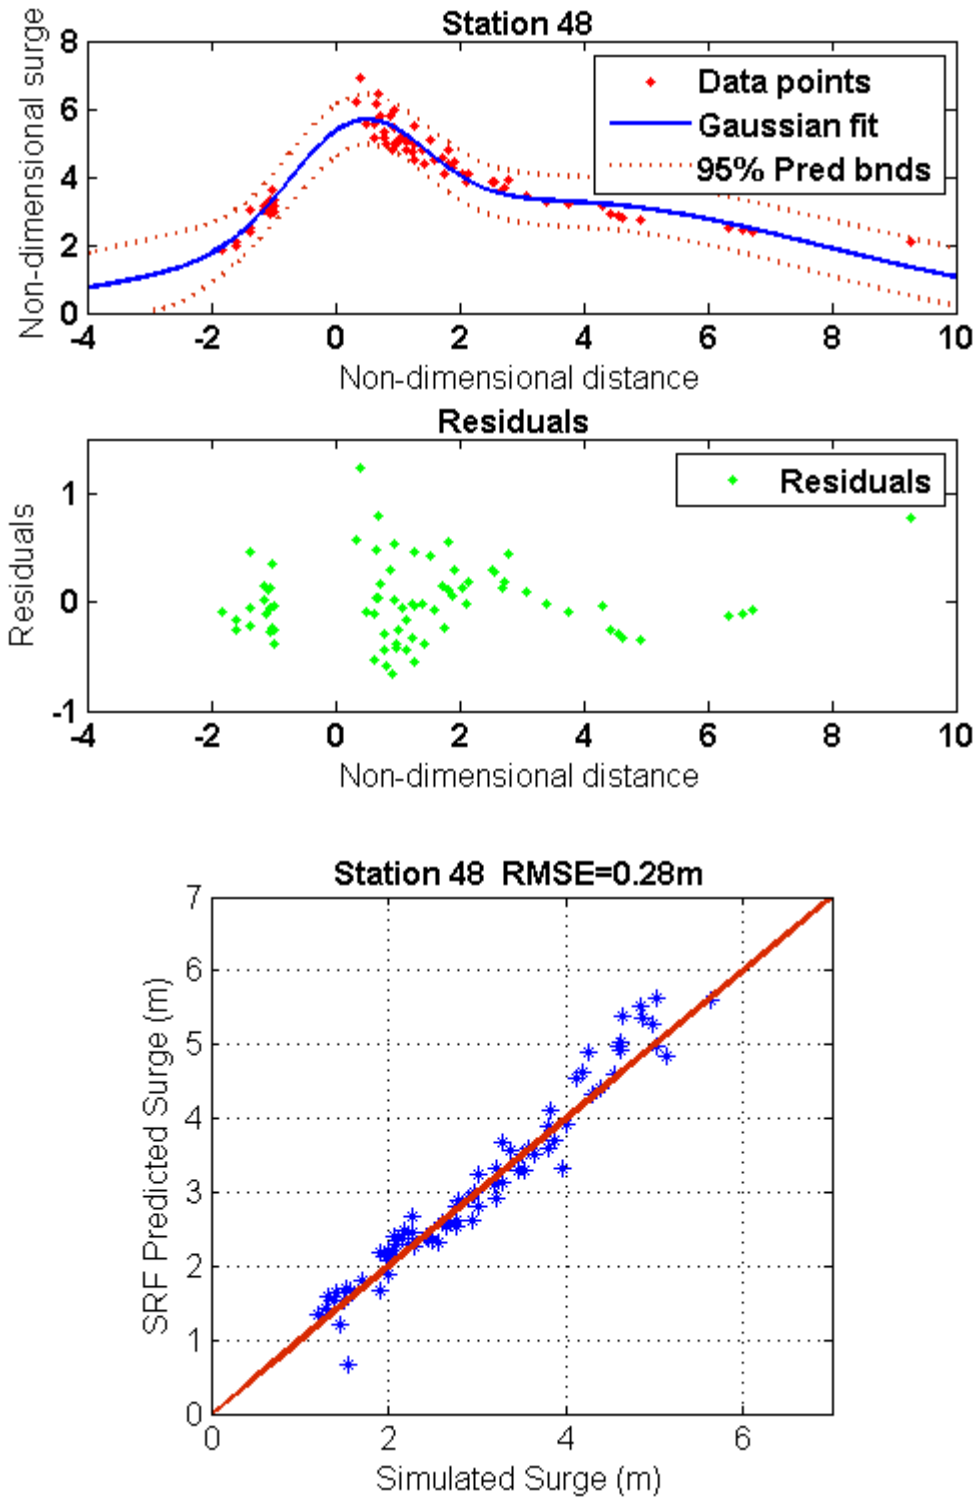 Station 48
Non-dimensional surge
8
6
4
2
0
Data points
Gaussian fit
95% Pred bnds
-4 -2 0 2 4 6 8 10
Non-dimensional distance
Residuals
Residuals
1
0
-1
Residuals
-4 -2 0 2 4 6 8 10
Non-dimensional distance
Station 48 RMSE=0.28m
SRF Predicted Surge (m)
7
6
5
4
3
2
1
0
0 2 4 6
Simulated Surge (m)